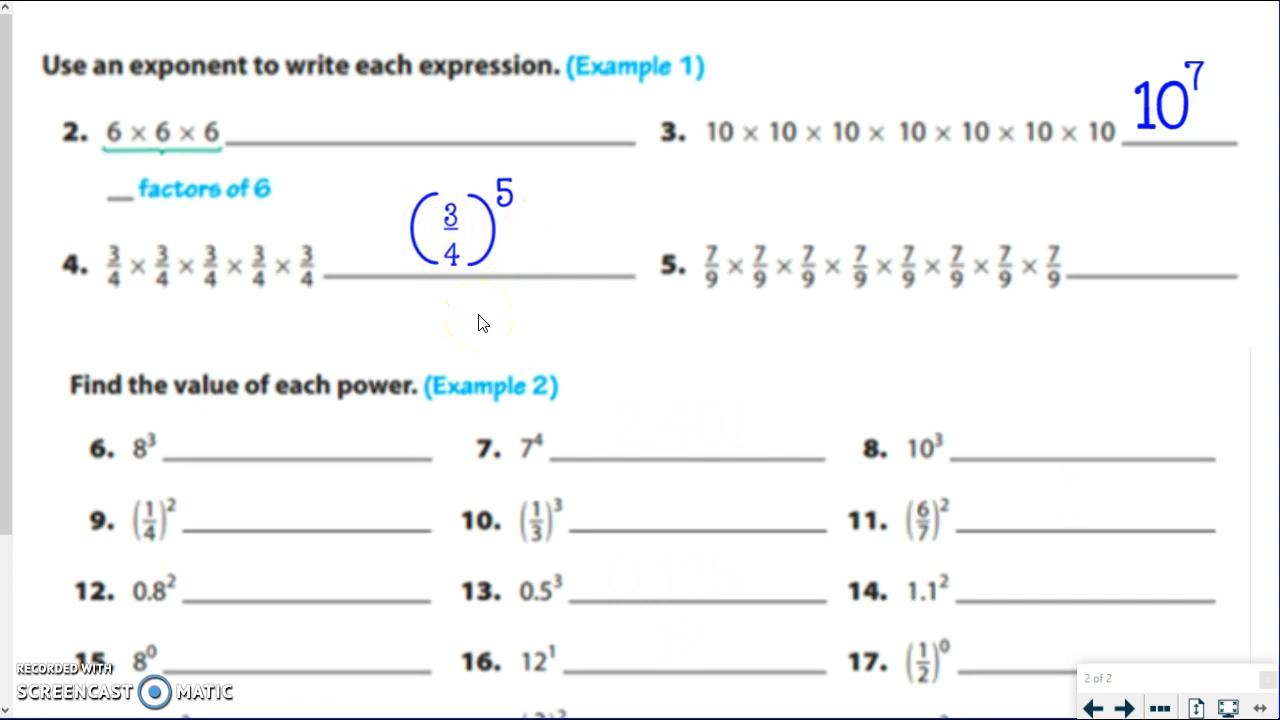 Use an exponent to write each expression. (Example 1)
10⁷
2. 6 × 6 × 6
3. 10 × 10 × 10 × 10 × 10 × 10 × 10
__ factors of 6
(3/4)⁵
4. 3/4 × 3/4 × 3/4 × 3/4 × 3/4
5. 7/9 × 7/9 × 7/9 × 7/9 × 7/9 × 7/9 × 7/9 × 7/9
Find the value of each power. (Example 2)
6. 8³
7. 7⁴
8. 10³
9. (1/4)²
10. (1/3)³
11. (6/7)²
12. 0.8²
13. 0.5³
14. 1.1²
15. 8⁰
16. 12¹
17. (1/2)⁰
RECORDED WITH
SCREENCAST MATIC
2 of 2